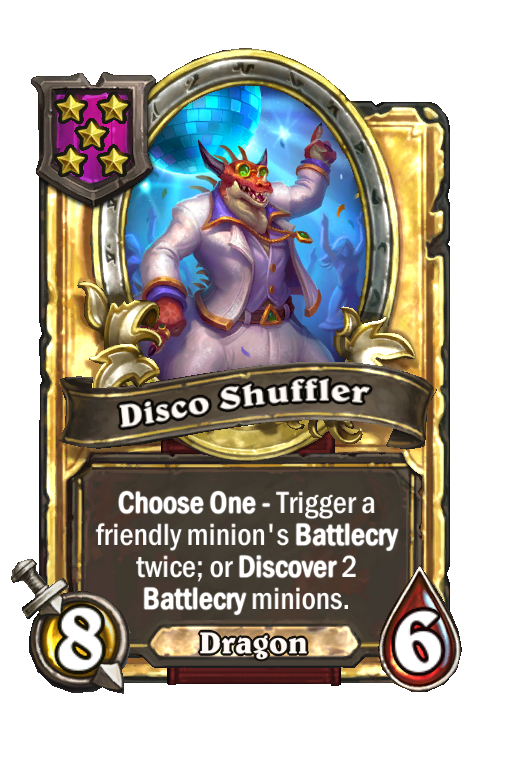 Disco Shuffler
Choose One - Trigger a
friendly minion's Battlecry
twice; or Discover 2
Battlecry minions.
8
Dragon
6